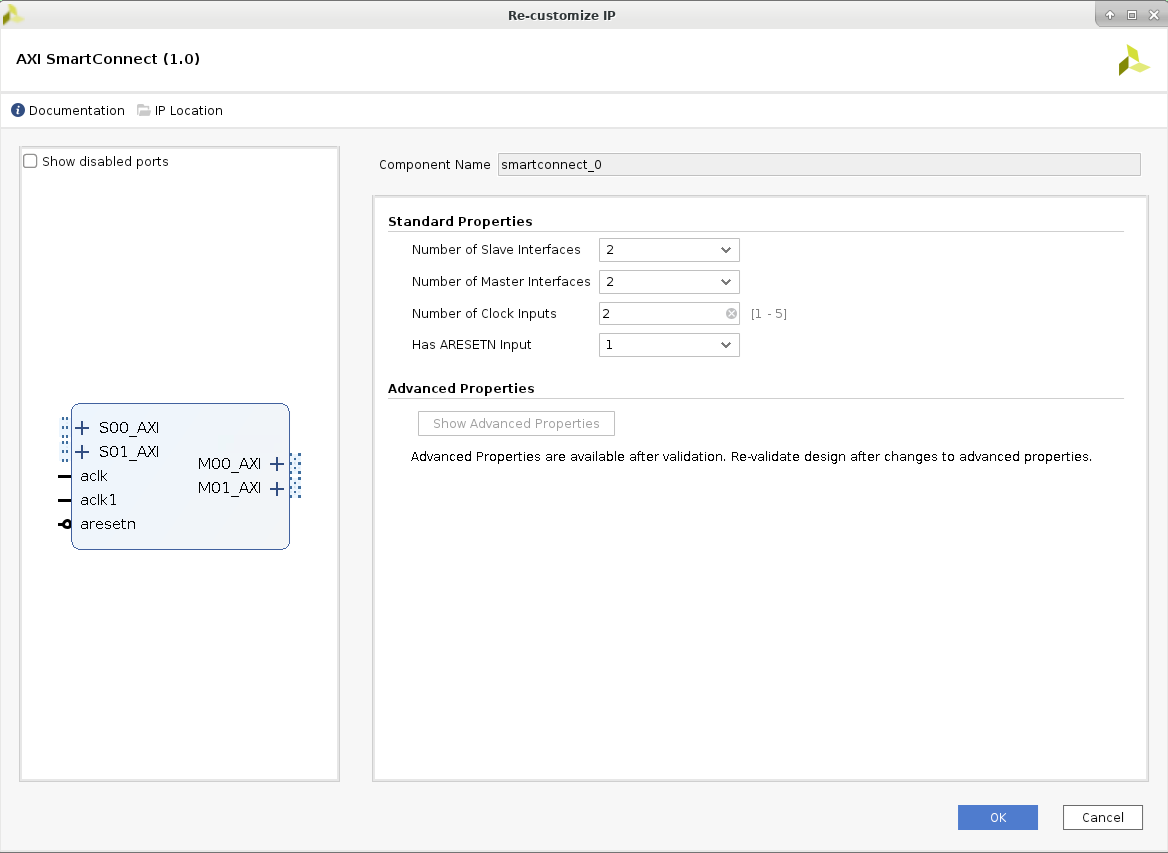 Re-customize IP
AXI SmartConnect (1.0)
Documentation IP Location
Show disabled ports
S00_AXI
S01_AXI
aclk
aclk1
aresetn
M00_AXI
M01_AXI
Component Name smartconnect_0
Standard Properties
Number of Slave Interfaces 2
Number of Master Interfaces 2
Number of Clock Inputs 2 [1 - 5]
Has ARESETN Input 1
Advanced Properties
Show Advanced Properties
Advanced Properties are available after validation. Re-validate design after changes to advanced properties.
OK Cancel